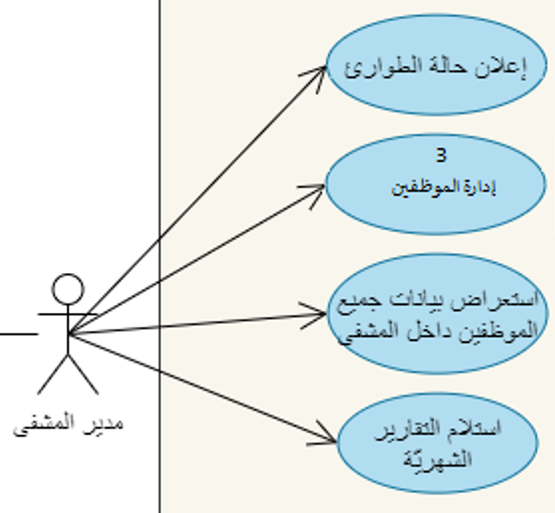 إعلان حالة الطوارئ
3
إدارة الموظفين
استعراض بيانات جميع
الموظفين داخل المشفى
استلام التقارير
الشهريّة
مدير المشفى